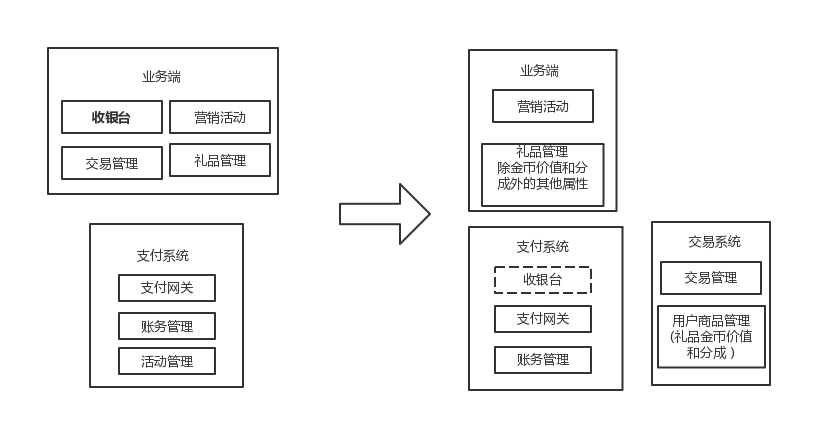 业务端
收银台
营销活动
交易管理
礼品管理
支付系统
支付网关
账务管理
活动管理
业务端
营销活动
礼品管理
除金币价值和分
成外的其他属性
支付系统
收银台
支付网关
账务管理
交易系统
交易管理
用户商品管理
(礼品金币价值
和分成 )